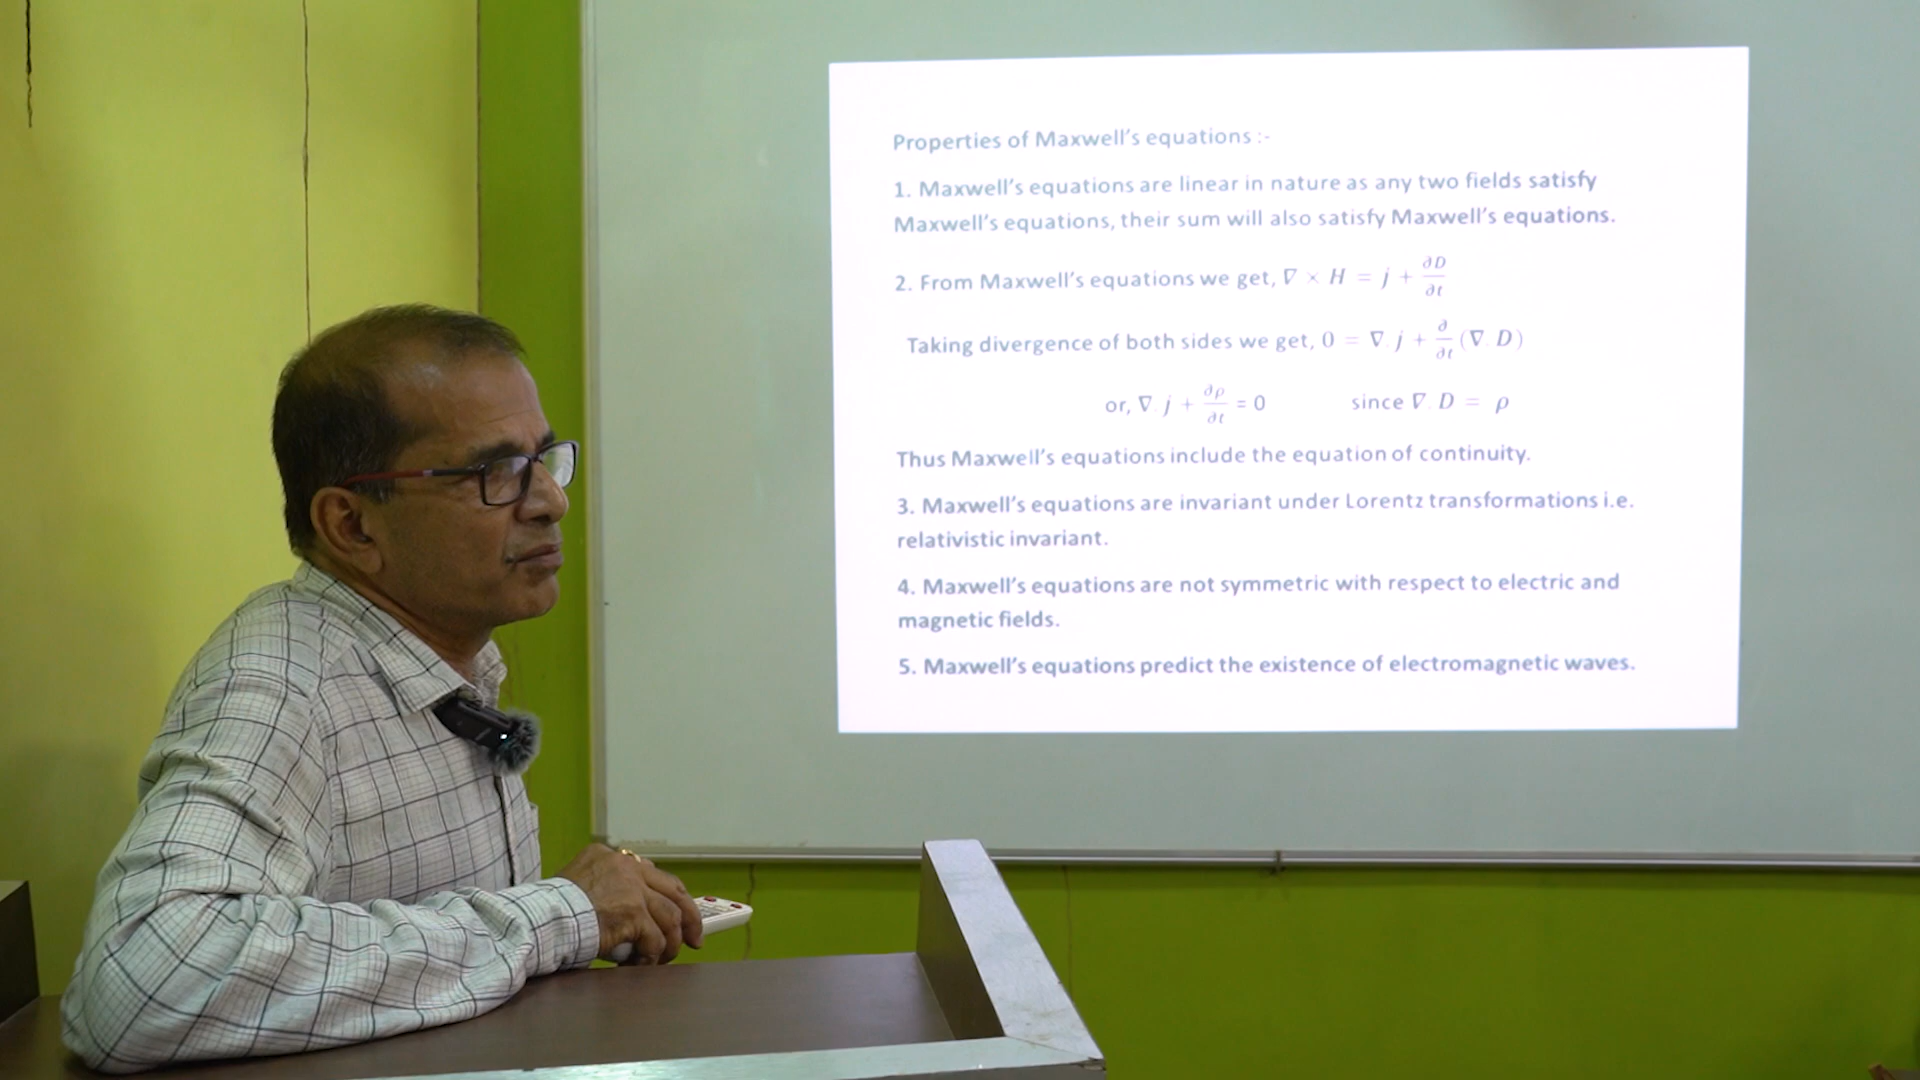 Properties of Maxwell's equations :-
1. Maxwell's equations are linear in nature as any two fields satisfy
Maxwell's equations, their sum will also satisfy Maxwell's equations.
2. From Maxwell's equations we get, ∇ × H = j + ∂D/∂t
Taking divergence of both sides we get, 0 = ∇. j + ∂/∂t (∇. D)
or, ∇. j + ∂ρ/∂t = 0 since ∇. D = ρ
Thus Maxwell's equations include the equation of continuity.
3. Maxwell's equations are invariant under Lorentz transformations i.e.
relativistic invariant.
4. Maxwell's equations are not symmetric with respect to electric and
magnetic fields.
5. Maxwell's equations predict the existence of electromagnetic waves.